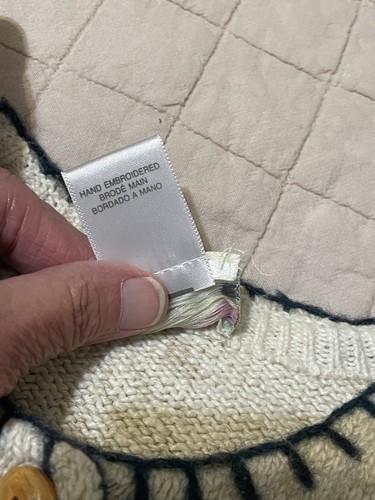 HAND EMBROIDERED
BRODÉ MAIN
BORDADO A MANO